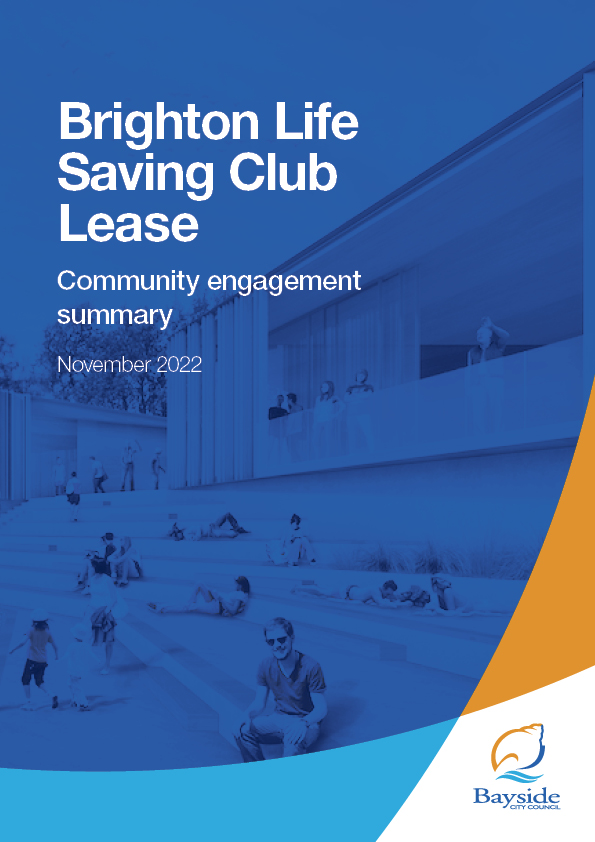 Brighton Life
Saving Club
Lease
Community engagement
summary
November 2022
Bayside
CITY COUNCIL